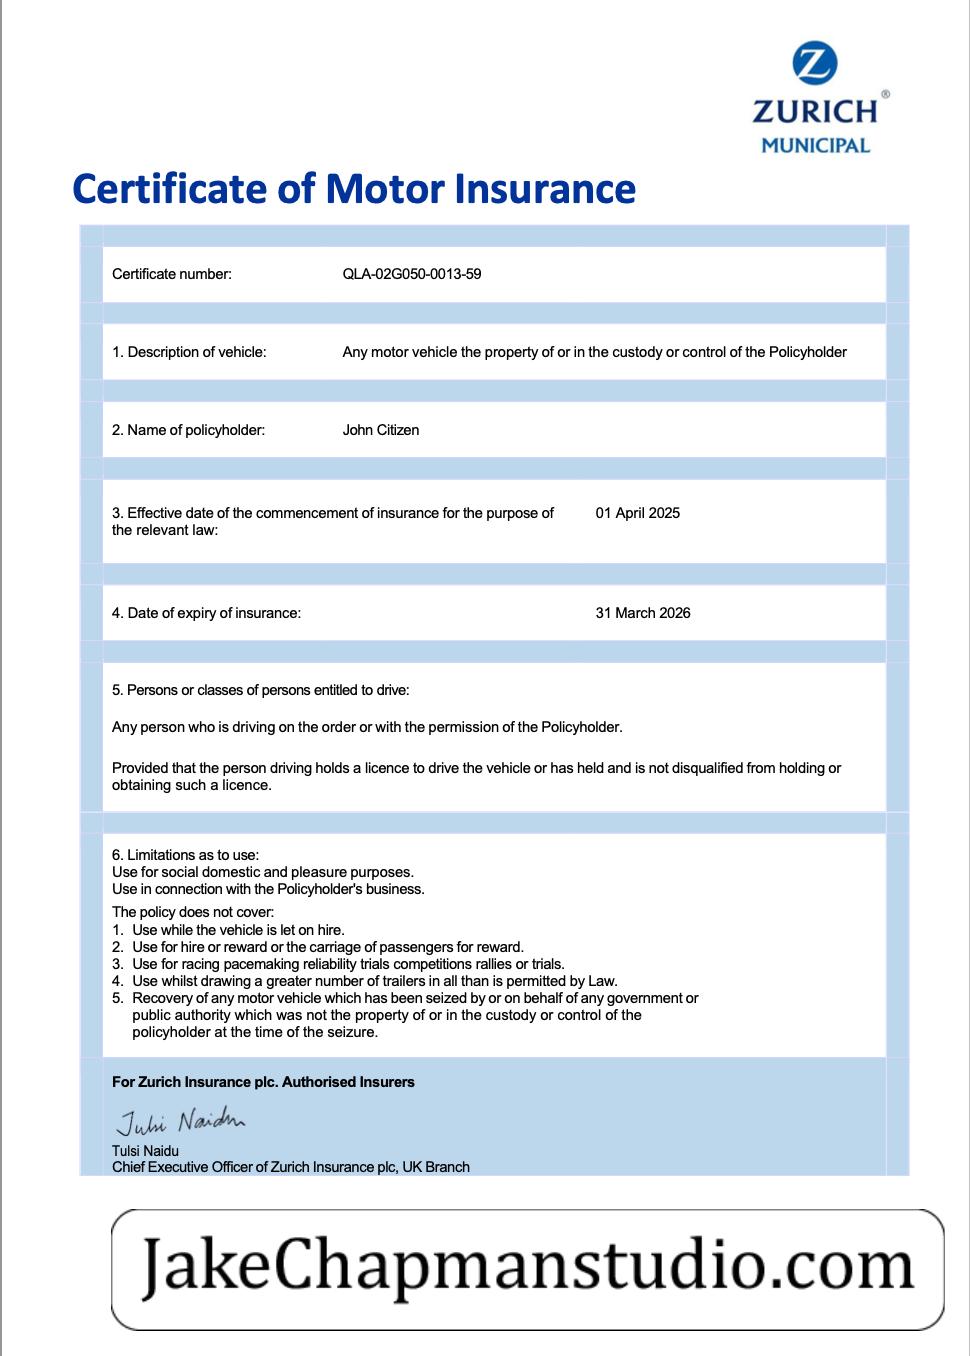 ZURICH®
MUNICIPAL
Certificate of Motor Insurance
Certificate number: QLA-02G050-0013-59
1. Description of vehicle: Any motor vehicle the property of or in the custody or control of the Policyholder
2. Name of policyholder: John Citizen
3. Effective date of the commencement of insurance for the purpose of 01 April 2025
the relevant law:
4. Date of expiry of insurance: 31 March 2026
5. Persons or classes of persons entitled to drive:
Any person who is driving on the order or with the permission of the Policyholder.
Provided that the person driving holds a licence to drive the vehicle or has held and is not disqualified from holding or
obtaining such a licence.
6. Limitations as to use:
Use for social domestic and pleasure purposes.
Use in connection with the Policyholder's business.
The policy does not cover:
1. Use while the vehicle is let on hire.
2. Use for hire or reward or the carriage of passengers for reward.
3. Use for racing pacemaking reliability trials competitions rallies or trials.
4. Use whilst drawing a greater number of trailers in all than is permitted by Law.
5. Recovery of any motor vehicle which has been seized by or on behalf of any government or
public authority which was not the property of or in the custody or control of the
policyholder at the time of the seizure.
For Zurich Insurance plc. Authorised Insurers
Tulsi Naidu
Tulsi Naidu
Chief Executive Officer of Zurich Insurance plc, UK Branch
JakeChapmanstudio.com